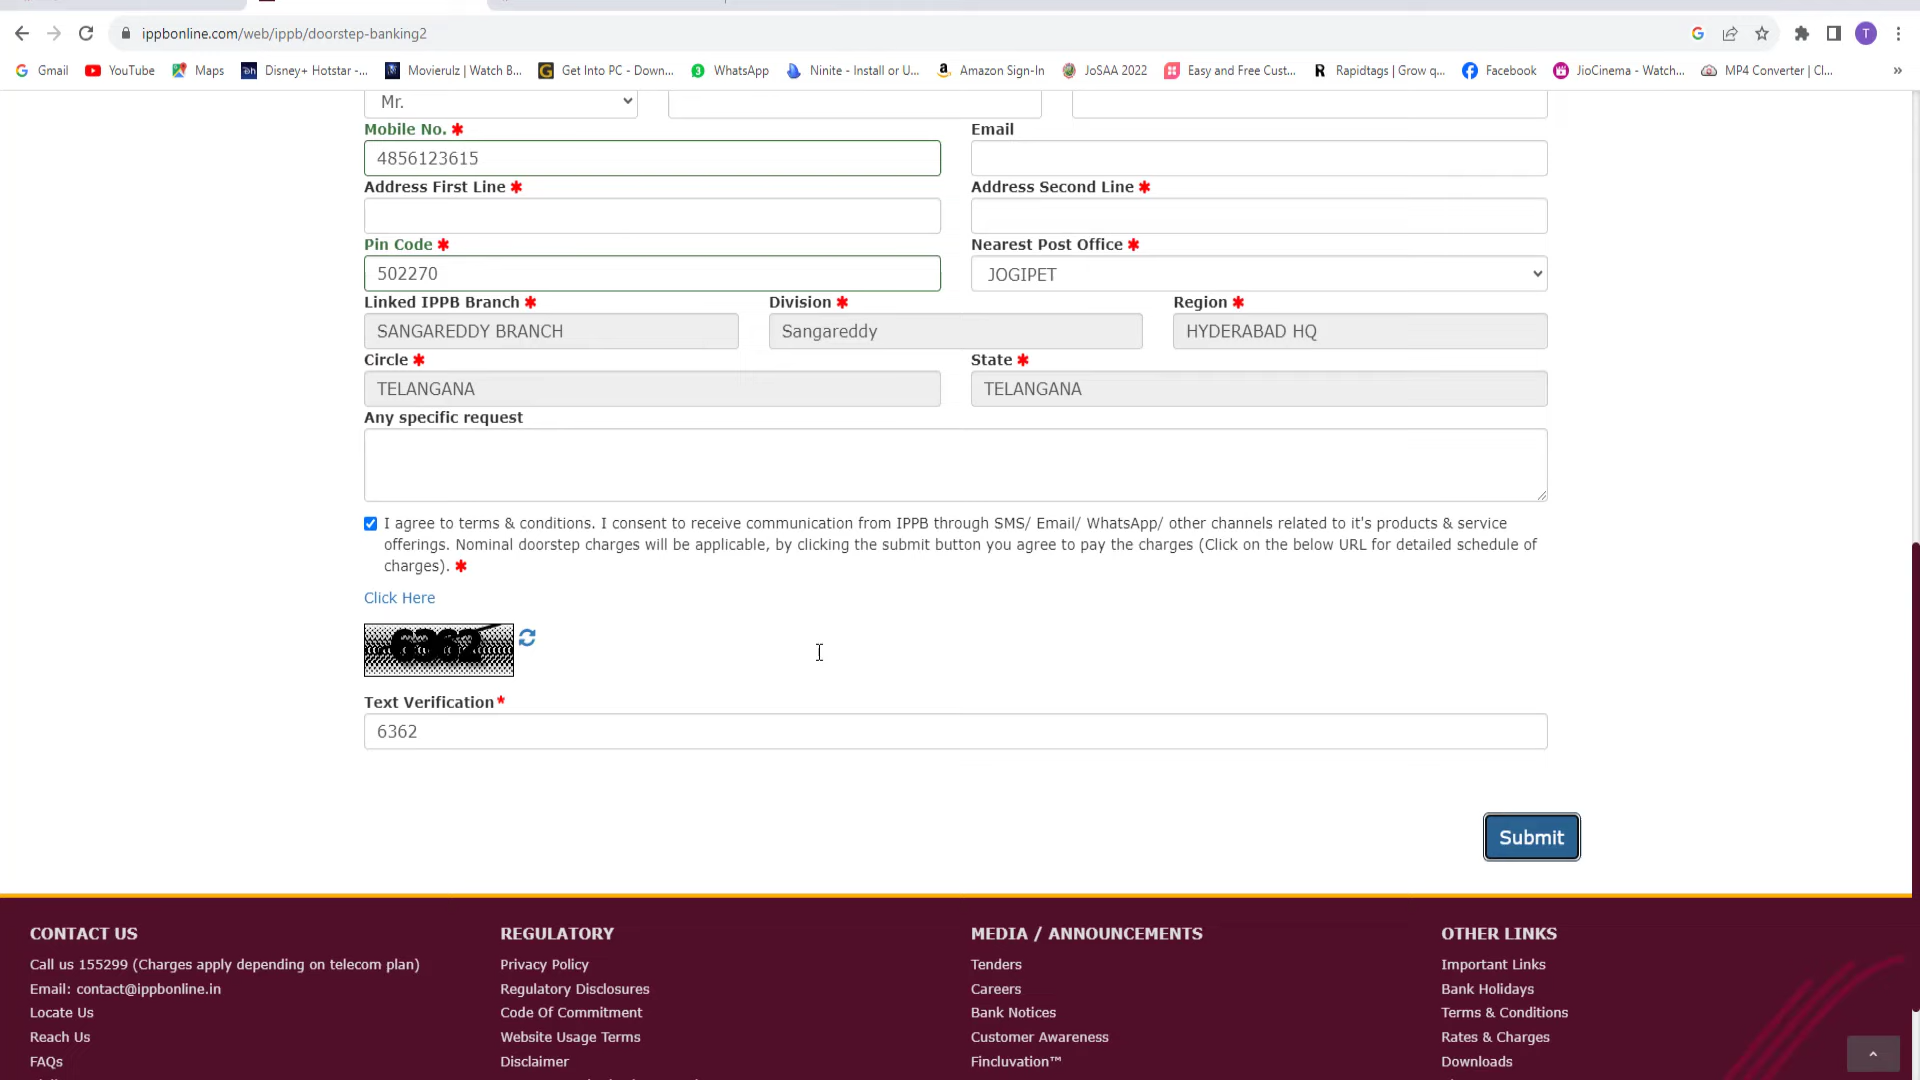 ippbonline.com/web/ippb/doorstep-banking2
Gmail YouTube Maps Disney+ Hotstar -... Movierulz | Watch B... Get Into PC - Down... WhatsApp Ninite - Install or U... Amazon Sign-In JoSAA 2022 Easy and Free Cust... Rapidtags | Grow q... Facebook JioCinema - Watch... MP4 Converter | Cl... »
Mr.
Mobile No. * Email
4856123615
Address First Line * Address Second Line *
Pin Code * Nearest Post Office *
502270 JOGIPET
Linked IPPB Branch * Division * Region *
SANGAREDDY BRANCH Sangareddy HYDERABAD HQ
Circle * State *
TELANGANA TELANGANA
Any specific request
I agree to terms & conditions. I consent to receive communication from IPPB through SMS/ Email/ WhatsApp/ other channels related to it's products & service
offerings. Nominal doorstep charges will be applicable, by clicking the submit button you agree to pay the charges (Click on the below URL for detailed schedule of
charges). *
Click Here
6362
Text Verification *
6362
Submit
CONTACT US REGULATORY MEDIA / ANNOUNCEMENTS OTHER LINKS
Call us 155299 (Charges apply depending on telecom plan) Privacy Policy Tenders Important Links
Email: contact@ippbonline.in Regulatory Disclosures Careers Bank Holidays
Locate Us Code Of Commitment Bank Notices Terms & Conditions
Reach Us Website Usage Terms Customer Awareness Rates & Charges
FAQs Disclaimer Fincluvation™ Downloads